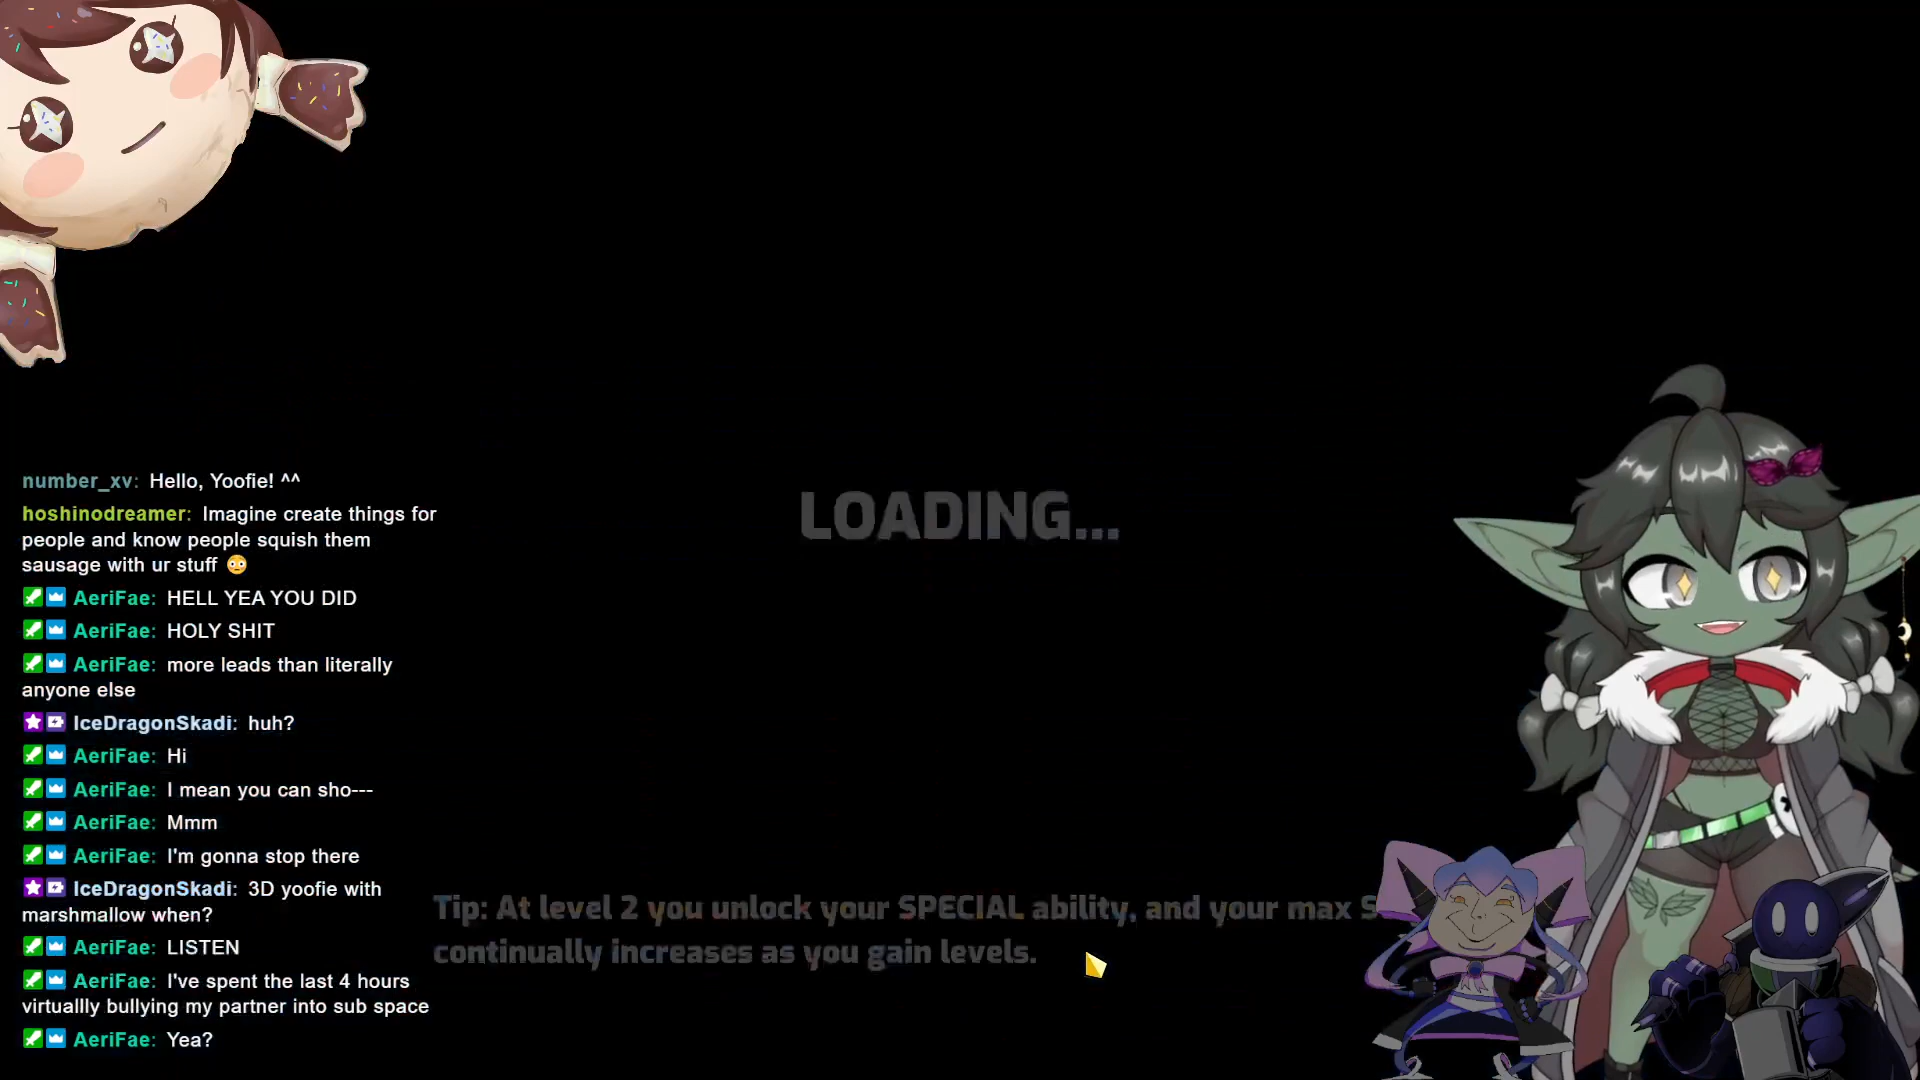 number_xv: Hello, Yoofie! ^^
hoshinodreamer: Imagine create things for
people and know people squish them
sausage with ur stuff 😳
AeriFae: HELL YEA YOU DID
AeriFae: HOLY SHIT
AeriFae: more leads than literally
anyone else
IceDragonSkadi: huh?
AeriFae: Hi
AeriFae: I mean you can sho---
AeriFae: Mmm
AeriFae: I'm gonna stop there
IceDragonSkadi: 3D yoofie with
marshmallow when?
AeriFae: LISTEN
AeriFae: I've spent the last 4 hours
virtuallly bullying my partner into sub space
AeriFae: Yea?
LOADING...
Tip: At level 2 you unlock your SPECIAL ability, and your max
continually increases as you gain levels.